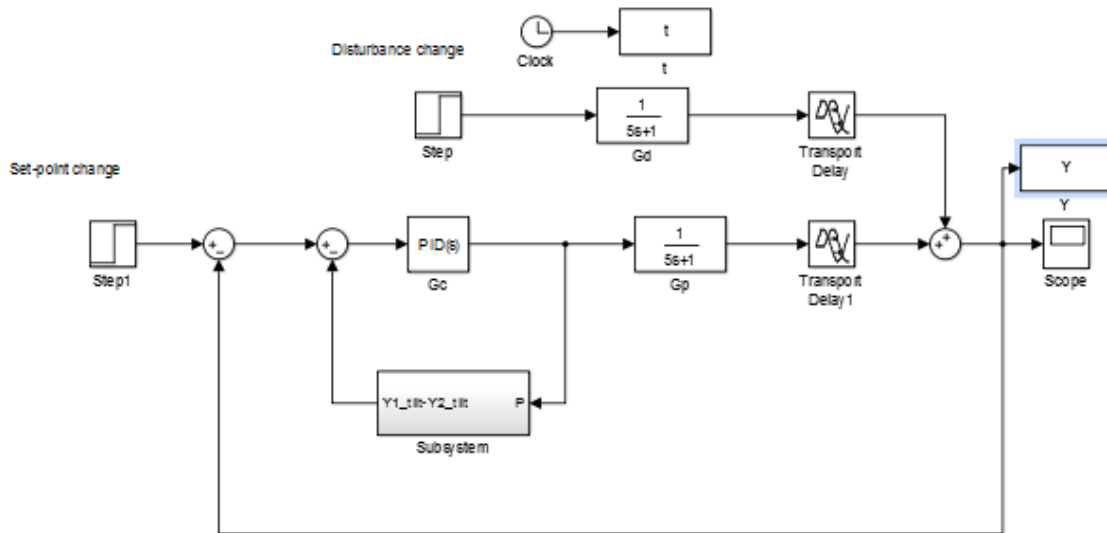 Disturbance change
Clock
t
t
Step
1
5s+1
Gd
Transport
Delay
Set-point change
Y
Y
Step1
+
−
+
−
PID(s)
Gc
1
5s+1
Gp
Transport
Delay1
+
+
Scope
Y1_tilt-Y2_tilt
P
Subsystem